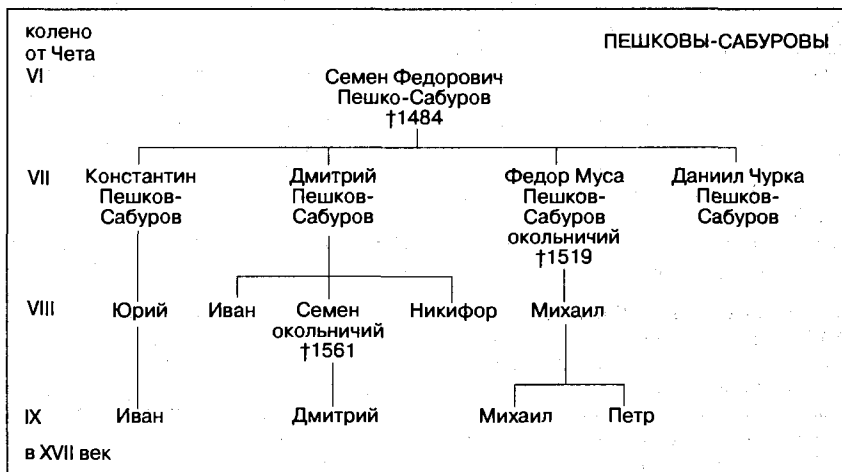 колено
от Чета
ПЕШКОВЫ-САБУРОВЫ
VI
Семен Федорович
Пешко-Сабуров
†1484
VII
Константин
Пешков-
Сабуров
Дмитрий
Пешков-
Сабуров
Федор Муса
Пешков-
Сабуров
окольничий
†1519
Даниил Чурка
Пешков-
Сабуров
VIII
Юрий
Иван
Семен
окольничий
†1561
Никифор
Михаил
IX
Иван
Дмитрий
Михаил
Петр
в XVII век